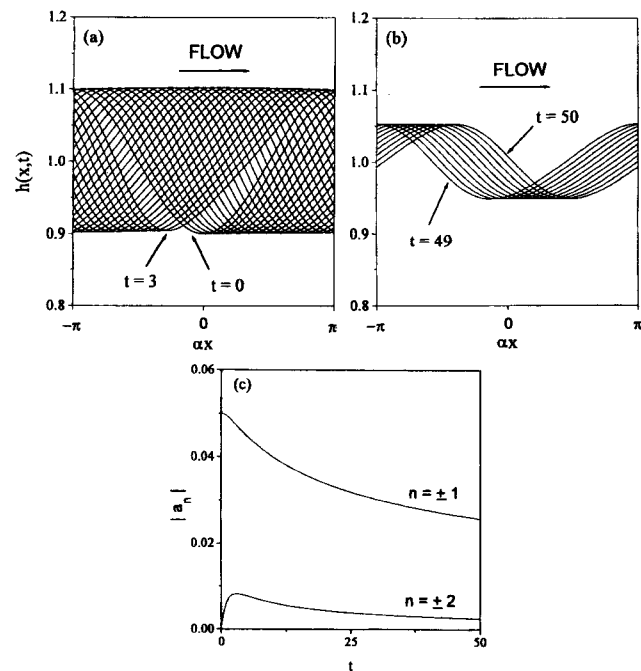 (a)
FLOW
h(x,t)
1.2
1.1
1.0
0.9
0.8
t = 3
t = 0
−π
0
π
αx
(b)
FLOW
1.2
1.1
1.0
0.9
0.8
t = 50
t = 49
−π
0
π
αx
(c)
| aₙ |
0.06
0.04
0.02
0.00
n = ± 1
n = ± 2
0
25
50
t